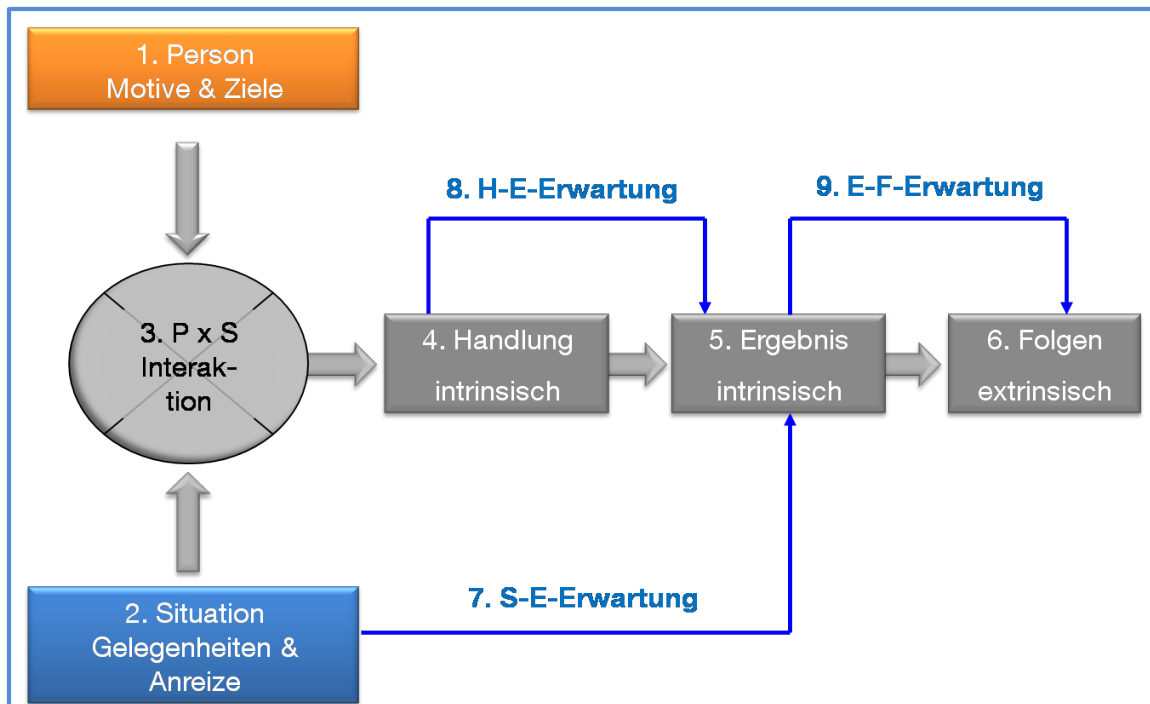 1. Person
Motive & Ziele
8. H-E-Erwartung
9. E-F-Erwartung
3. P x S
Interak-
tion
4. Handlung
intrinsisch
5. Ergebnis
intrinsisch
6. Folgen
extrinsisch
7. S-E-Erwartung
2. Situation
Gelegenheiten &
Anreize